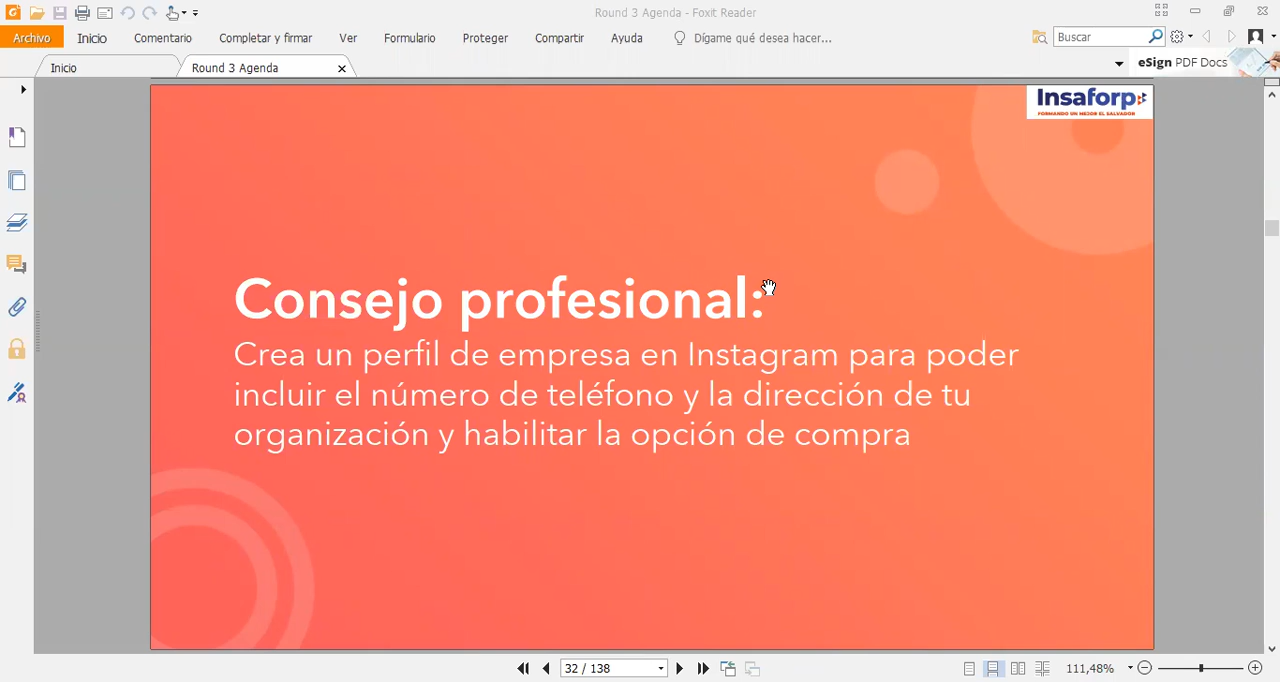 Round 3 Agenda - Foxit Reader
Archivo Inicio Comentario Completar y firmar Ver Formulario Proteger Compartir Ayuda Dígame qué desea hacer... Buscar
Inicio Round 3 Agenda eSign PDF Docs
Insaforp
FORMANDO UN MEJOR EL SALVADOR
Consejo profesional:
Crea un perfil de empresa en Instagram para poder
incluir el número de teléfono y la dirección de tu
organización y habilitar la opción de compra
32 / 138 111,48%